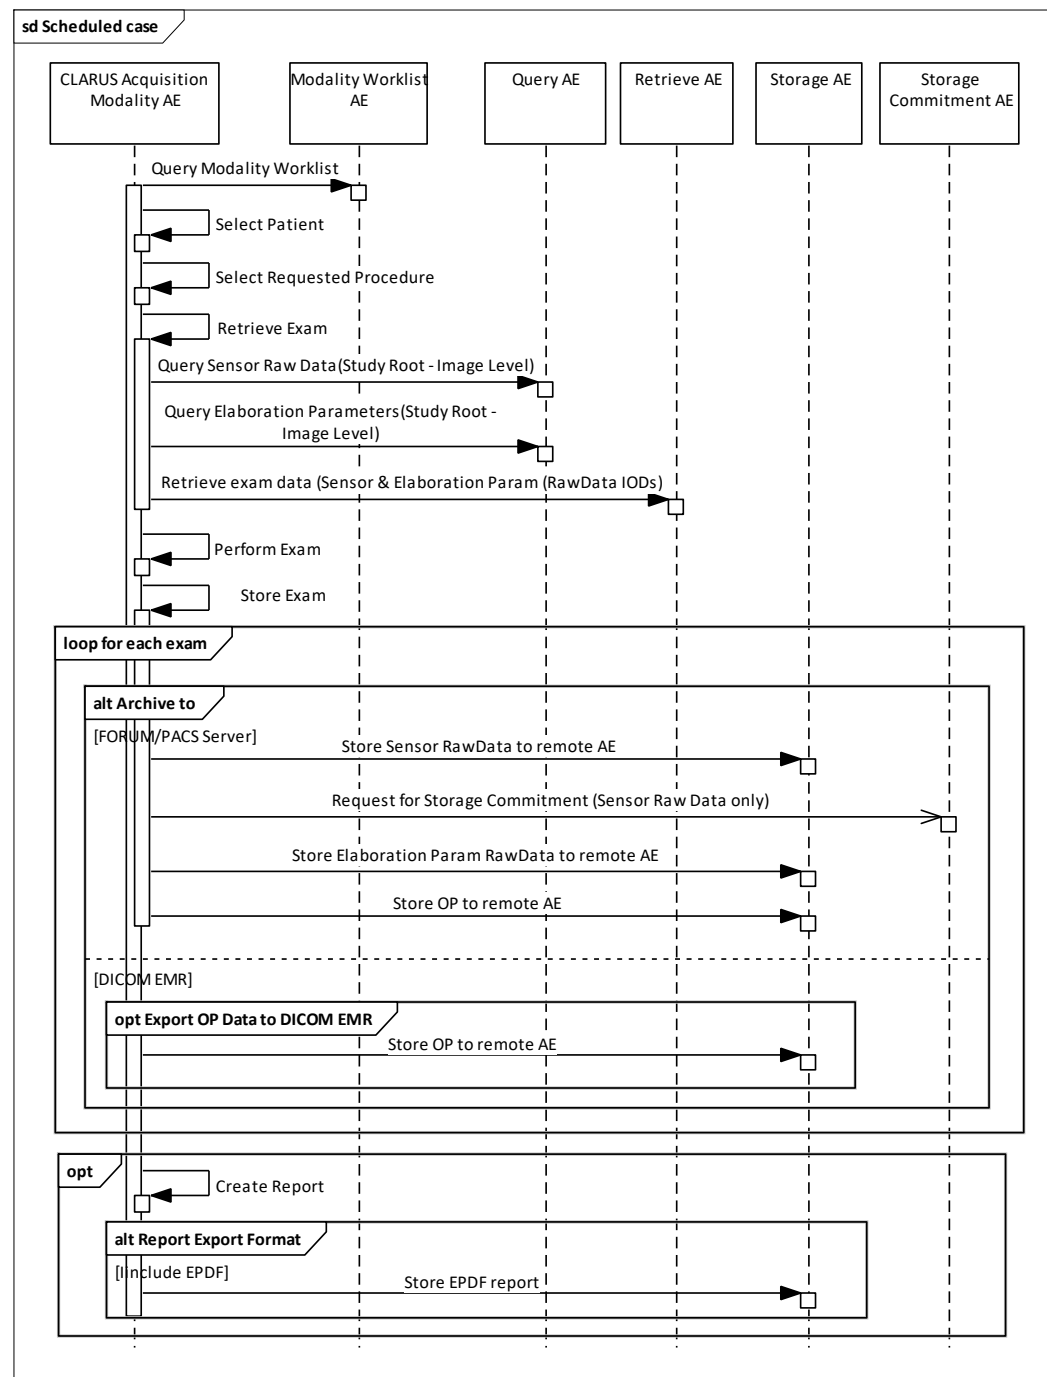 sd Scheduled case
CLARUS Acquisition
Modality AE
Modality Worklist
AE
Query AE
Retrieve AE
Storage AE
Storage
Commitment AE
Query Modality Worklist
Select Patient
Select Requested Procedure
Retrieve Exam
Query Sensor Raw Data(Study Root - Image Level)
Query Elaboration Parameters(Study Root -
Image Level)
Retrieve exam data (Sensor & Elaboration Param (RawData IODs)
Perform Exam
Store Exam
loop for each exam
alt Archive to
[FORUM/PACS Server]
Store Sensor RawData to remote AE
Request for Storage Commitment (Sensor Raw Data only)
Store Elaboration Param RawData to remote AE
Store OP to remote AE
[DICOM EMR]
opt Export OP Data to DICOM EMR
Store OP to remote AE
opt
Create Report
alt Report Export Format
[Iinclude EPDF]
Store EPDF report